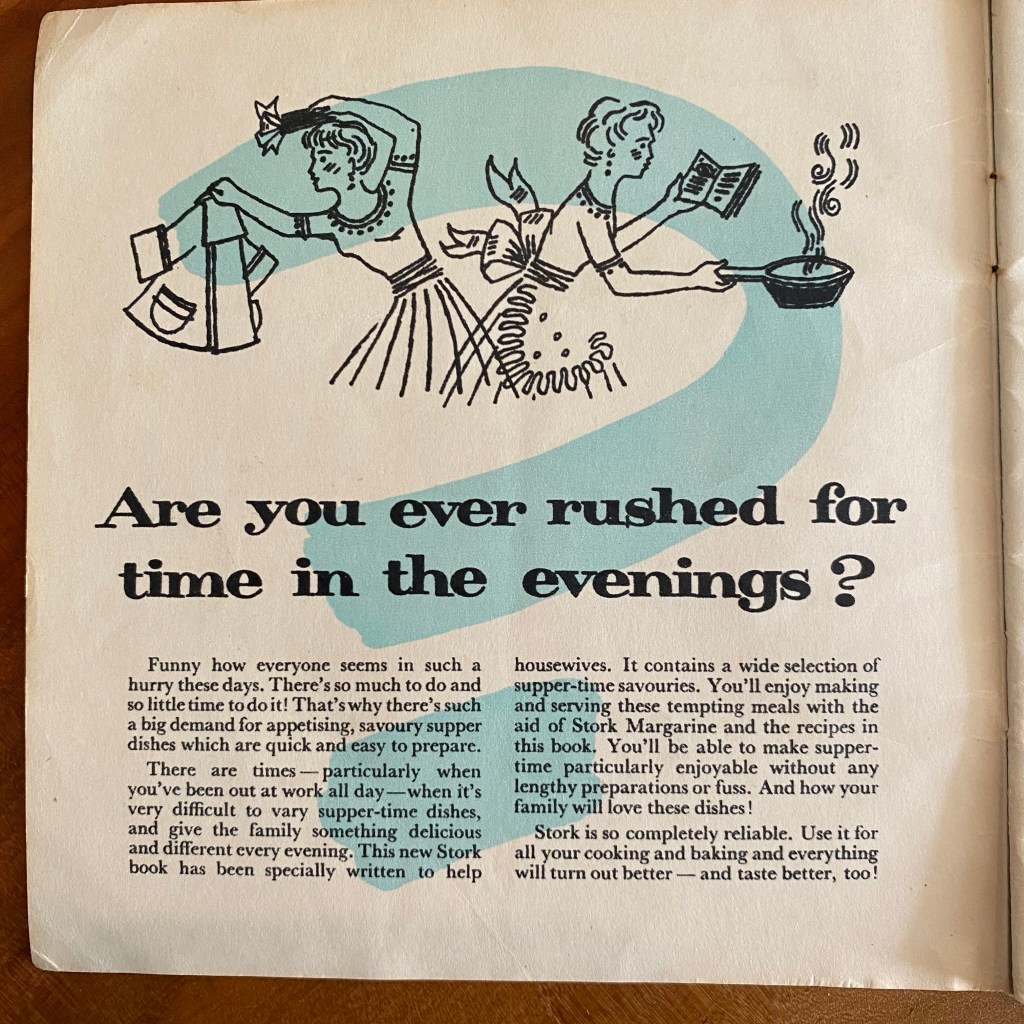 Are you ever rushed for
time in the evenings ?
Funny how everyone seems in such a
hurry these days. There's so much to do and
so little time to do it! That's why there's such
a big demand for appetising, savoury supper
dishes which are quick and easy to prepare.
There are times — particularly when
you've been out at work all day—when it's
very difficult to vary supper-time dishes,
and give the family something delicious
and different every evening. This new Stork
book has been specially written to help
housewives. It contains a wide selection of
supper-time savouries. You'll enjoy making
and serving these tempting meals with the
aid of Stork Margarine and the recipes in
this book. You'll be able to make supper-
time particularly enjoyable without any
lengthy preparations or fuss. And how your
family will love these dishes!
Stork is so completely reliable. Use it for
all your cooking and baking and everything
will turn out better — and taste better, too!